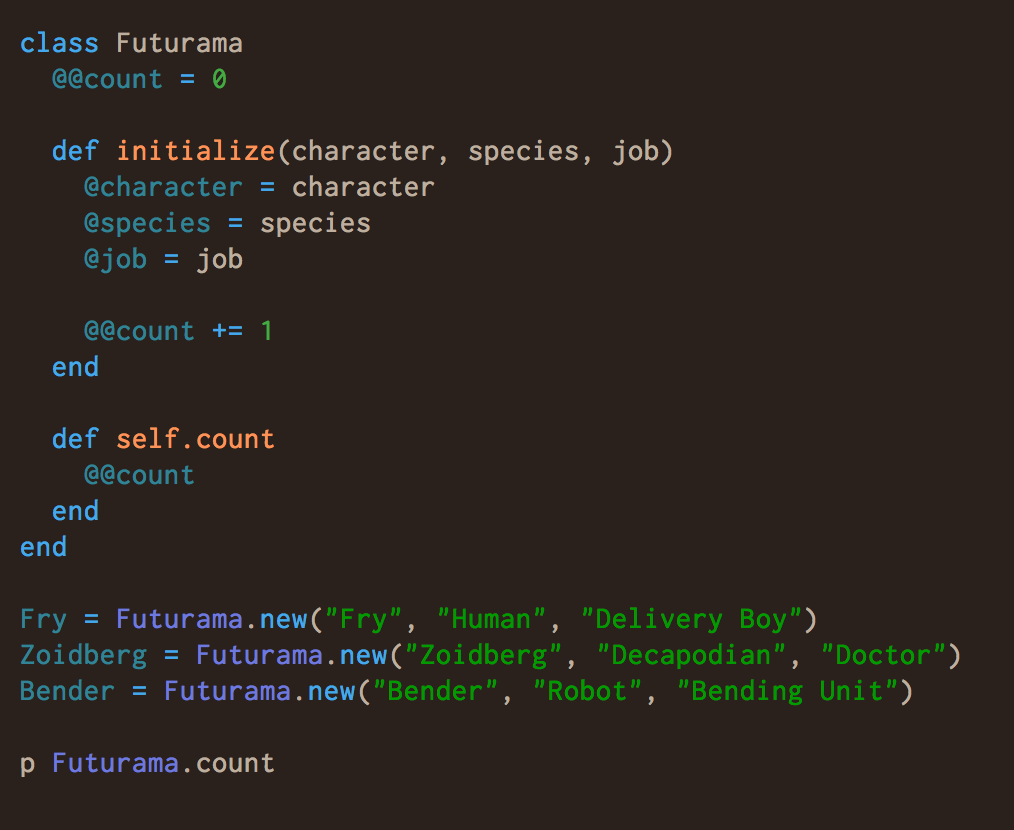 class Futurama
  @@count = 0

  def initialize(character, species, job)
    @character = character
    @species = species
    @job = job

    @@count += 1
  end

  def self.count
    @@count
  end
end

Fry = Futurama.new("Fry", "Human", "Delivery Boy")
Zoidberg = Futurama.new("Zoidberg", "Decapodian", "Doctor")
Bender = Futurama.new("Bender", "Robot", "Bending Unit")

p Futurama.count